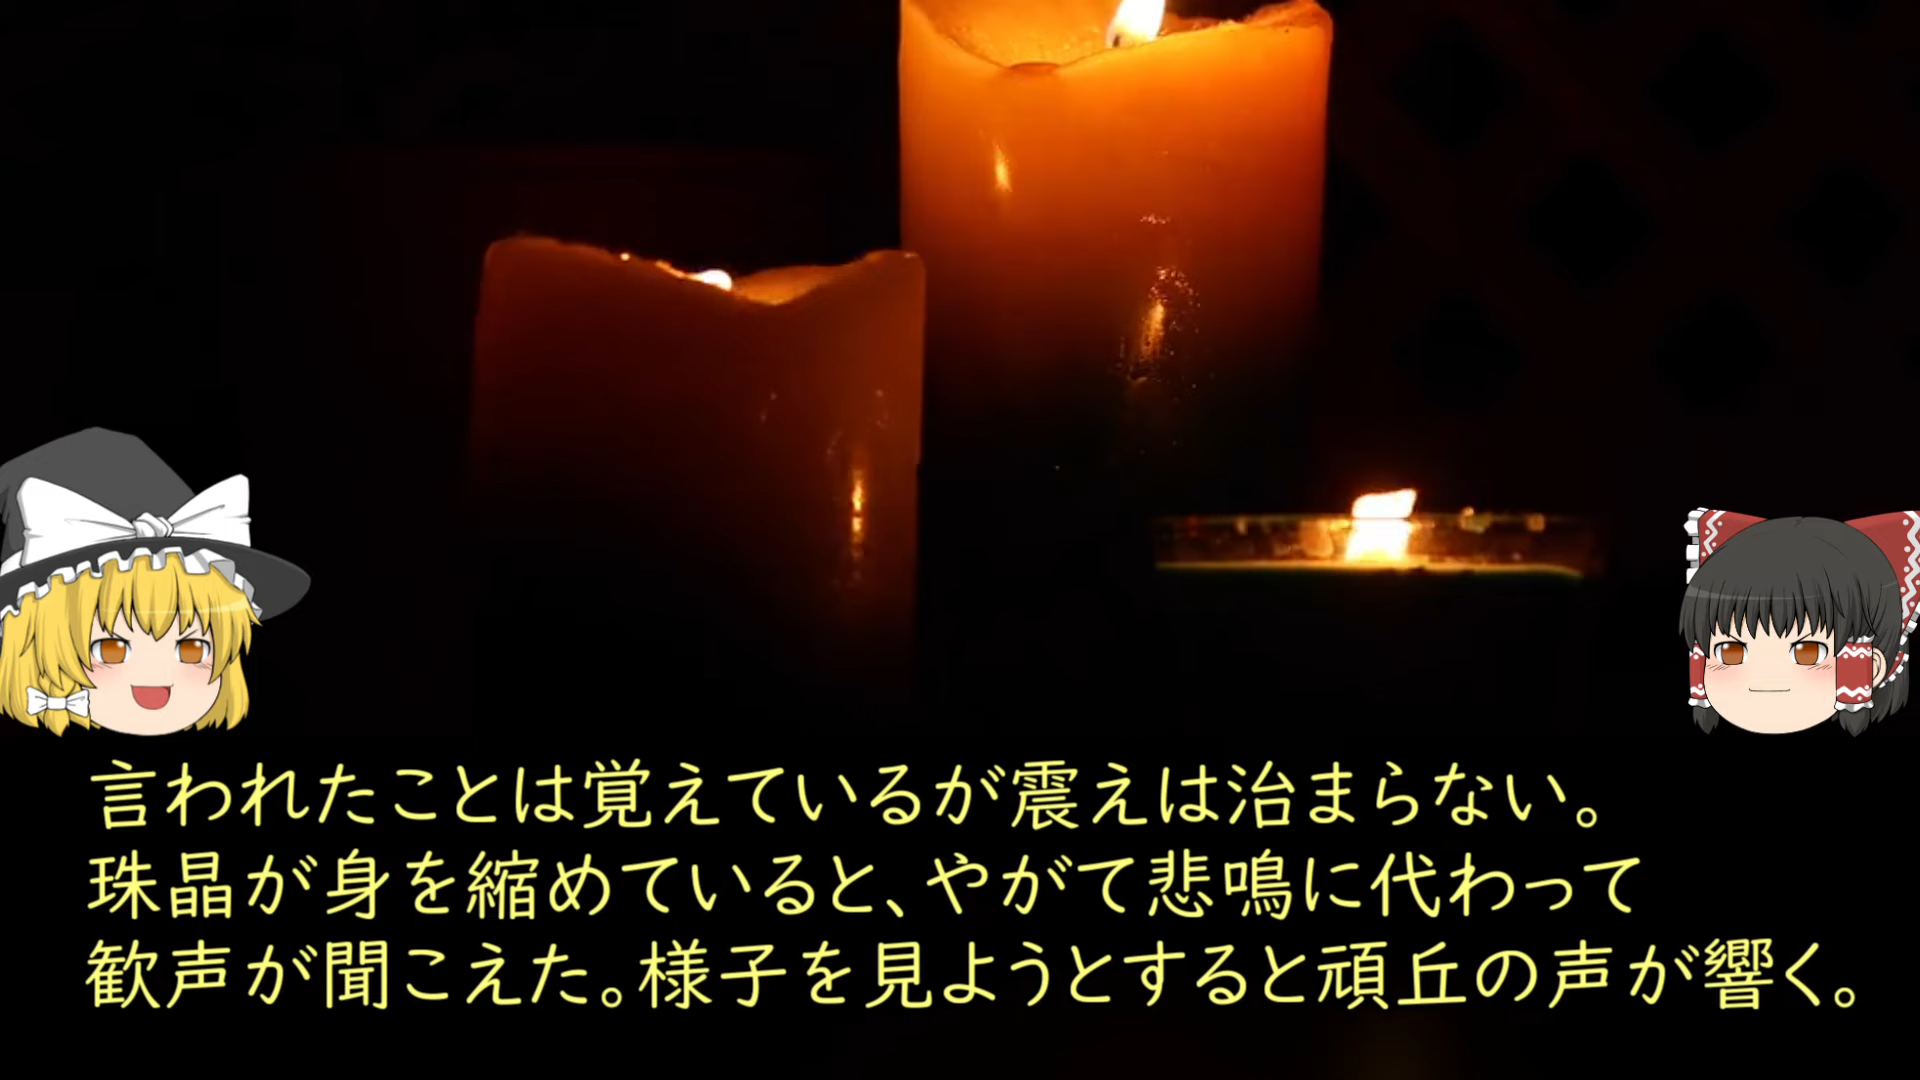 言われたことは覚えているが震えは治まらない。
珠晶が身を縮めていると、やがて悲鳴に代わって
歓声が聞こえた。様子を見ようとすると頑丘の声が響く。